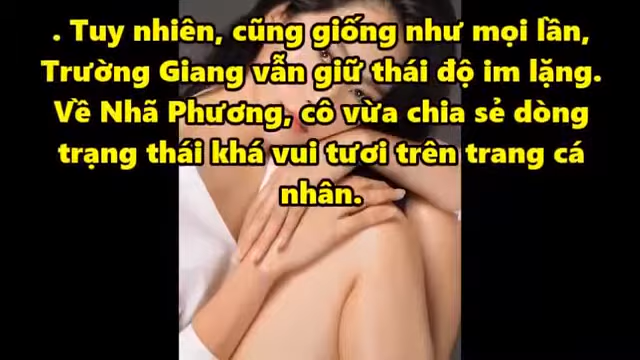 . Tuy nhiên, cũng giống như mọi lần,
Trường Giang vẫn giữ thái độ im lặng.
Về Nhã Phương, cô vừa chia sẻ dòng
trạng thái khá vui tươi trên trang cá
nhân.